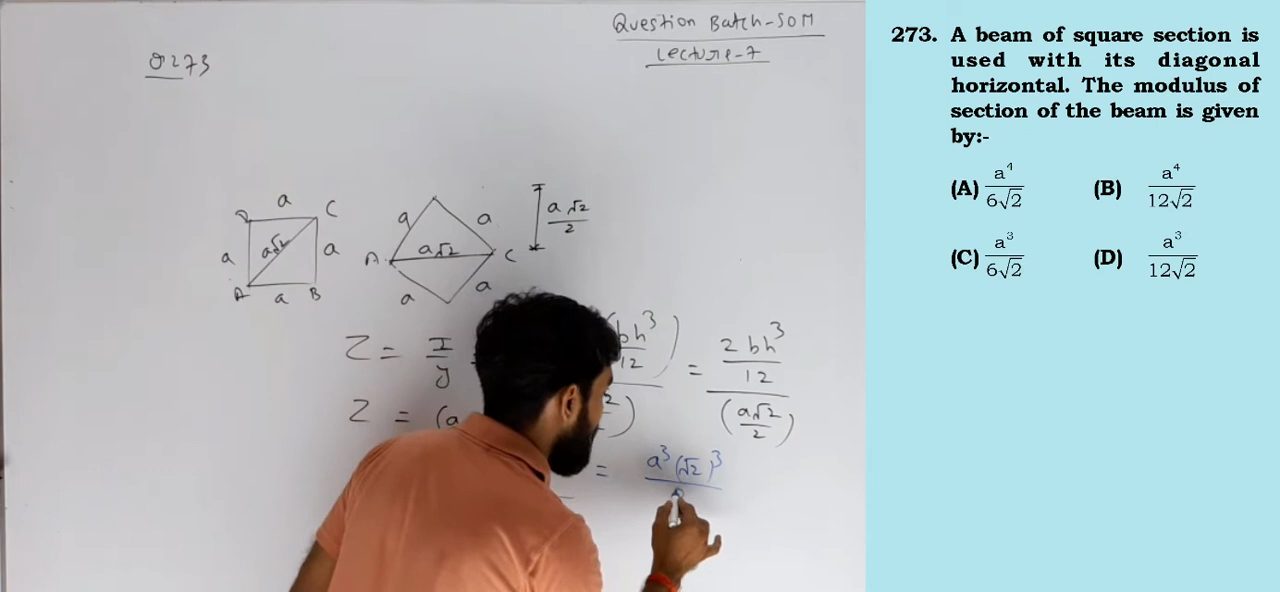 Question Batch-SOM
Lecture-7
Q273
a
D
C
a
a√2
a
A
B
a
a
a
A
a√2
C
a
a
a√2/2
Z = I/y
bh³/12
= (2bh³/12)/(a√2/2)
Z = (a
= a³(√2)³
273. A beam of square section is
used with its diagonal
horizontal. The modulus of
section of the beam is given
by:-
(A) a⁴/6√2 (B) a⁴/12√2
(C) a³/6√2 (D) a³/12√2